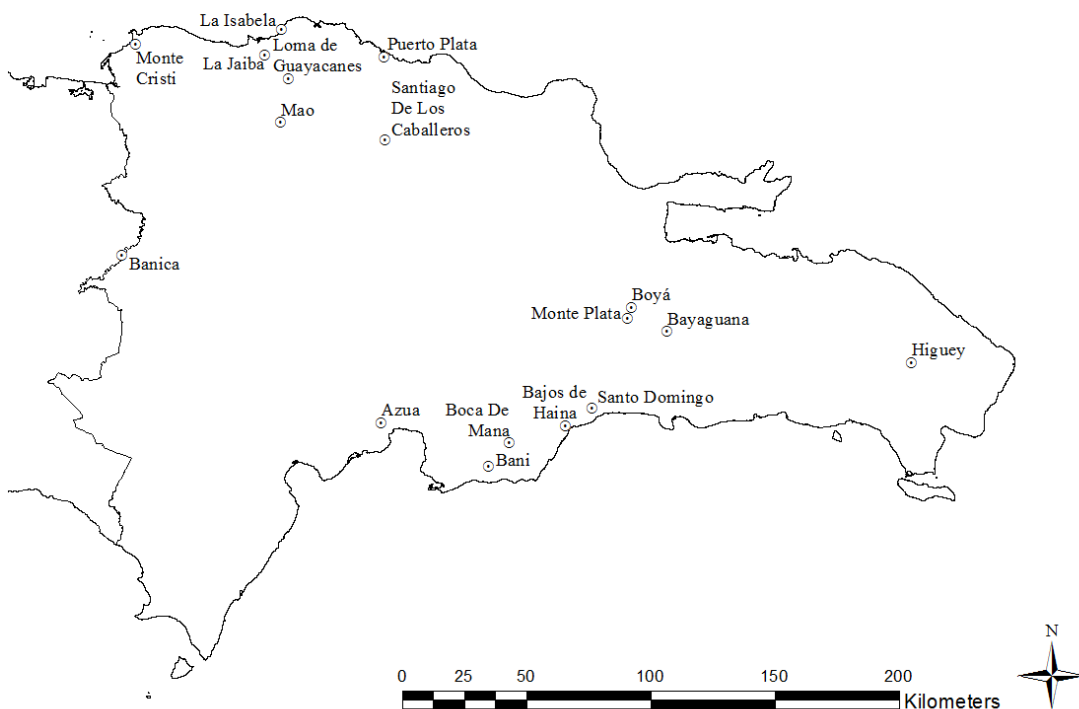 La Isabela
Monte
Cristi
La Jaiba
Loma de
Guayacanes
Puerto Plata
Mao
Santiago
De Los
Caballeros
Banica
Boyá
Monte Plata
Bayaguana
Higuey
Azua
Boca De
Mana
Bani
Bajos de
Haina
Santo Domingo
N
0 25 50 100 150 200
Kilometers